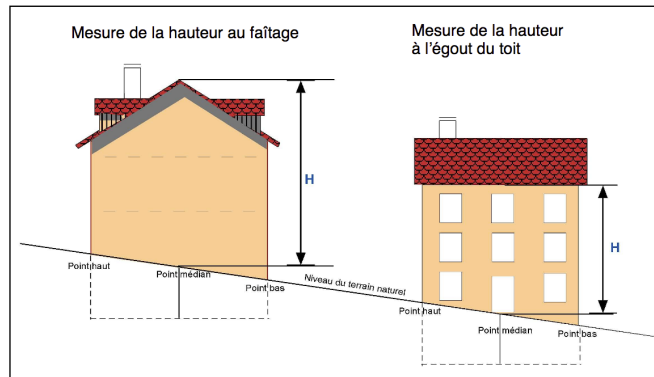 Mesure de la hauteur au faîtage
Mesure de la hauteur
à l'égout du toit
H
H
Point haut
Point médian
Point bas
Niveau du terrain naturel
Point haut
Point médian
Point bas